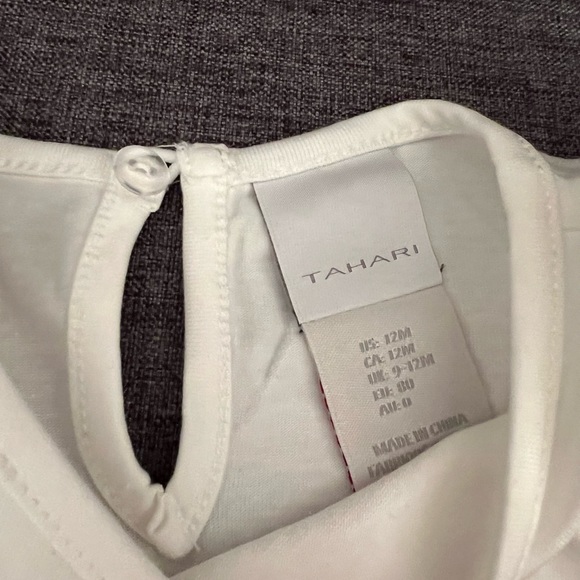 TAHARI
US: 12M
CA: 12M
UK: 9-12M
EU: 80
AU: 0
MADE IN CHINA